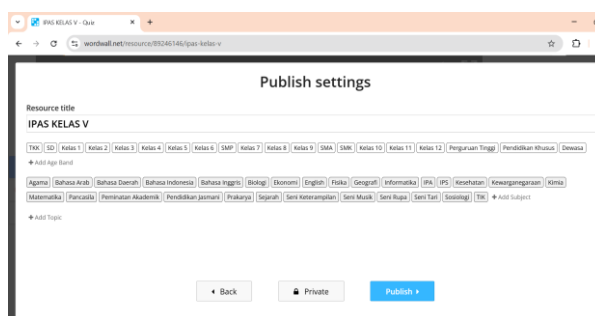 IPAS KELAS V - Quiz
wordwall.net/resource/89246146/ipas-kelas-v
Publish settings
Resource title
IPAS KELAS V
TKK SD Kelas 1 Kelas 2 Kelas 3 Kelas 4 Kelas 5 Kelas 6 SMP Kelas 7 Kelas 8 Kelas 9 SMA SMK Kelas 10 Kelas 11 Kelas 12 Perguruan Tinggi Pendidikan Khusus Dewasa
+ Add Age Band
Agama Bahasa Arab Bahasa Daerah Bahasa Indonesia Bahasa Inggris Biologi Ekonomi English Fisika Geografi Informatika IPA IPS Kesehatan Kewarganegaraan Kimia
Matematika Pancasila Peminatan Akademik Pendidikan Jasmani Prakarya Sejarah Seni Keterampilan Seni Musik Seni Rupa Seni Tari Sosiologi TIK + Add Subject
+ Add Topic
Back Private Publish